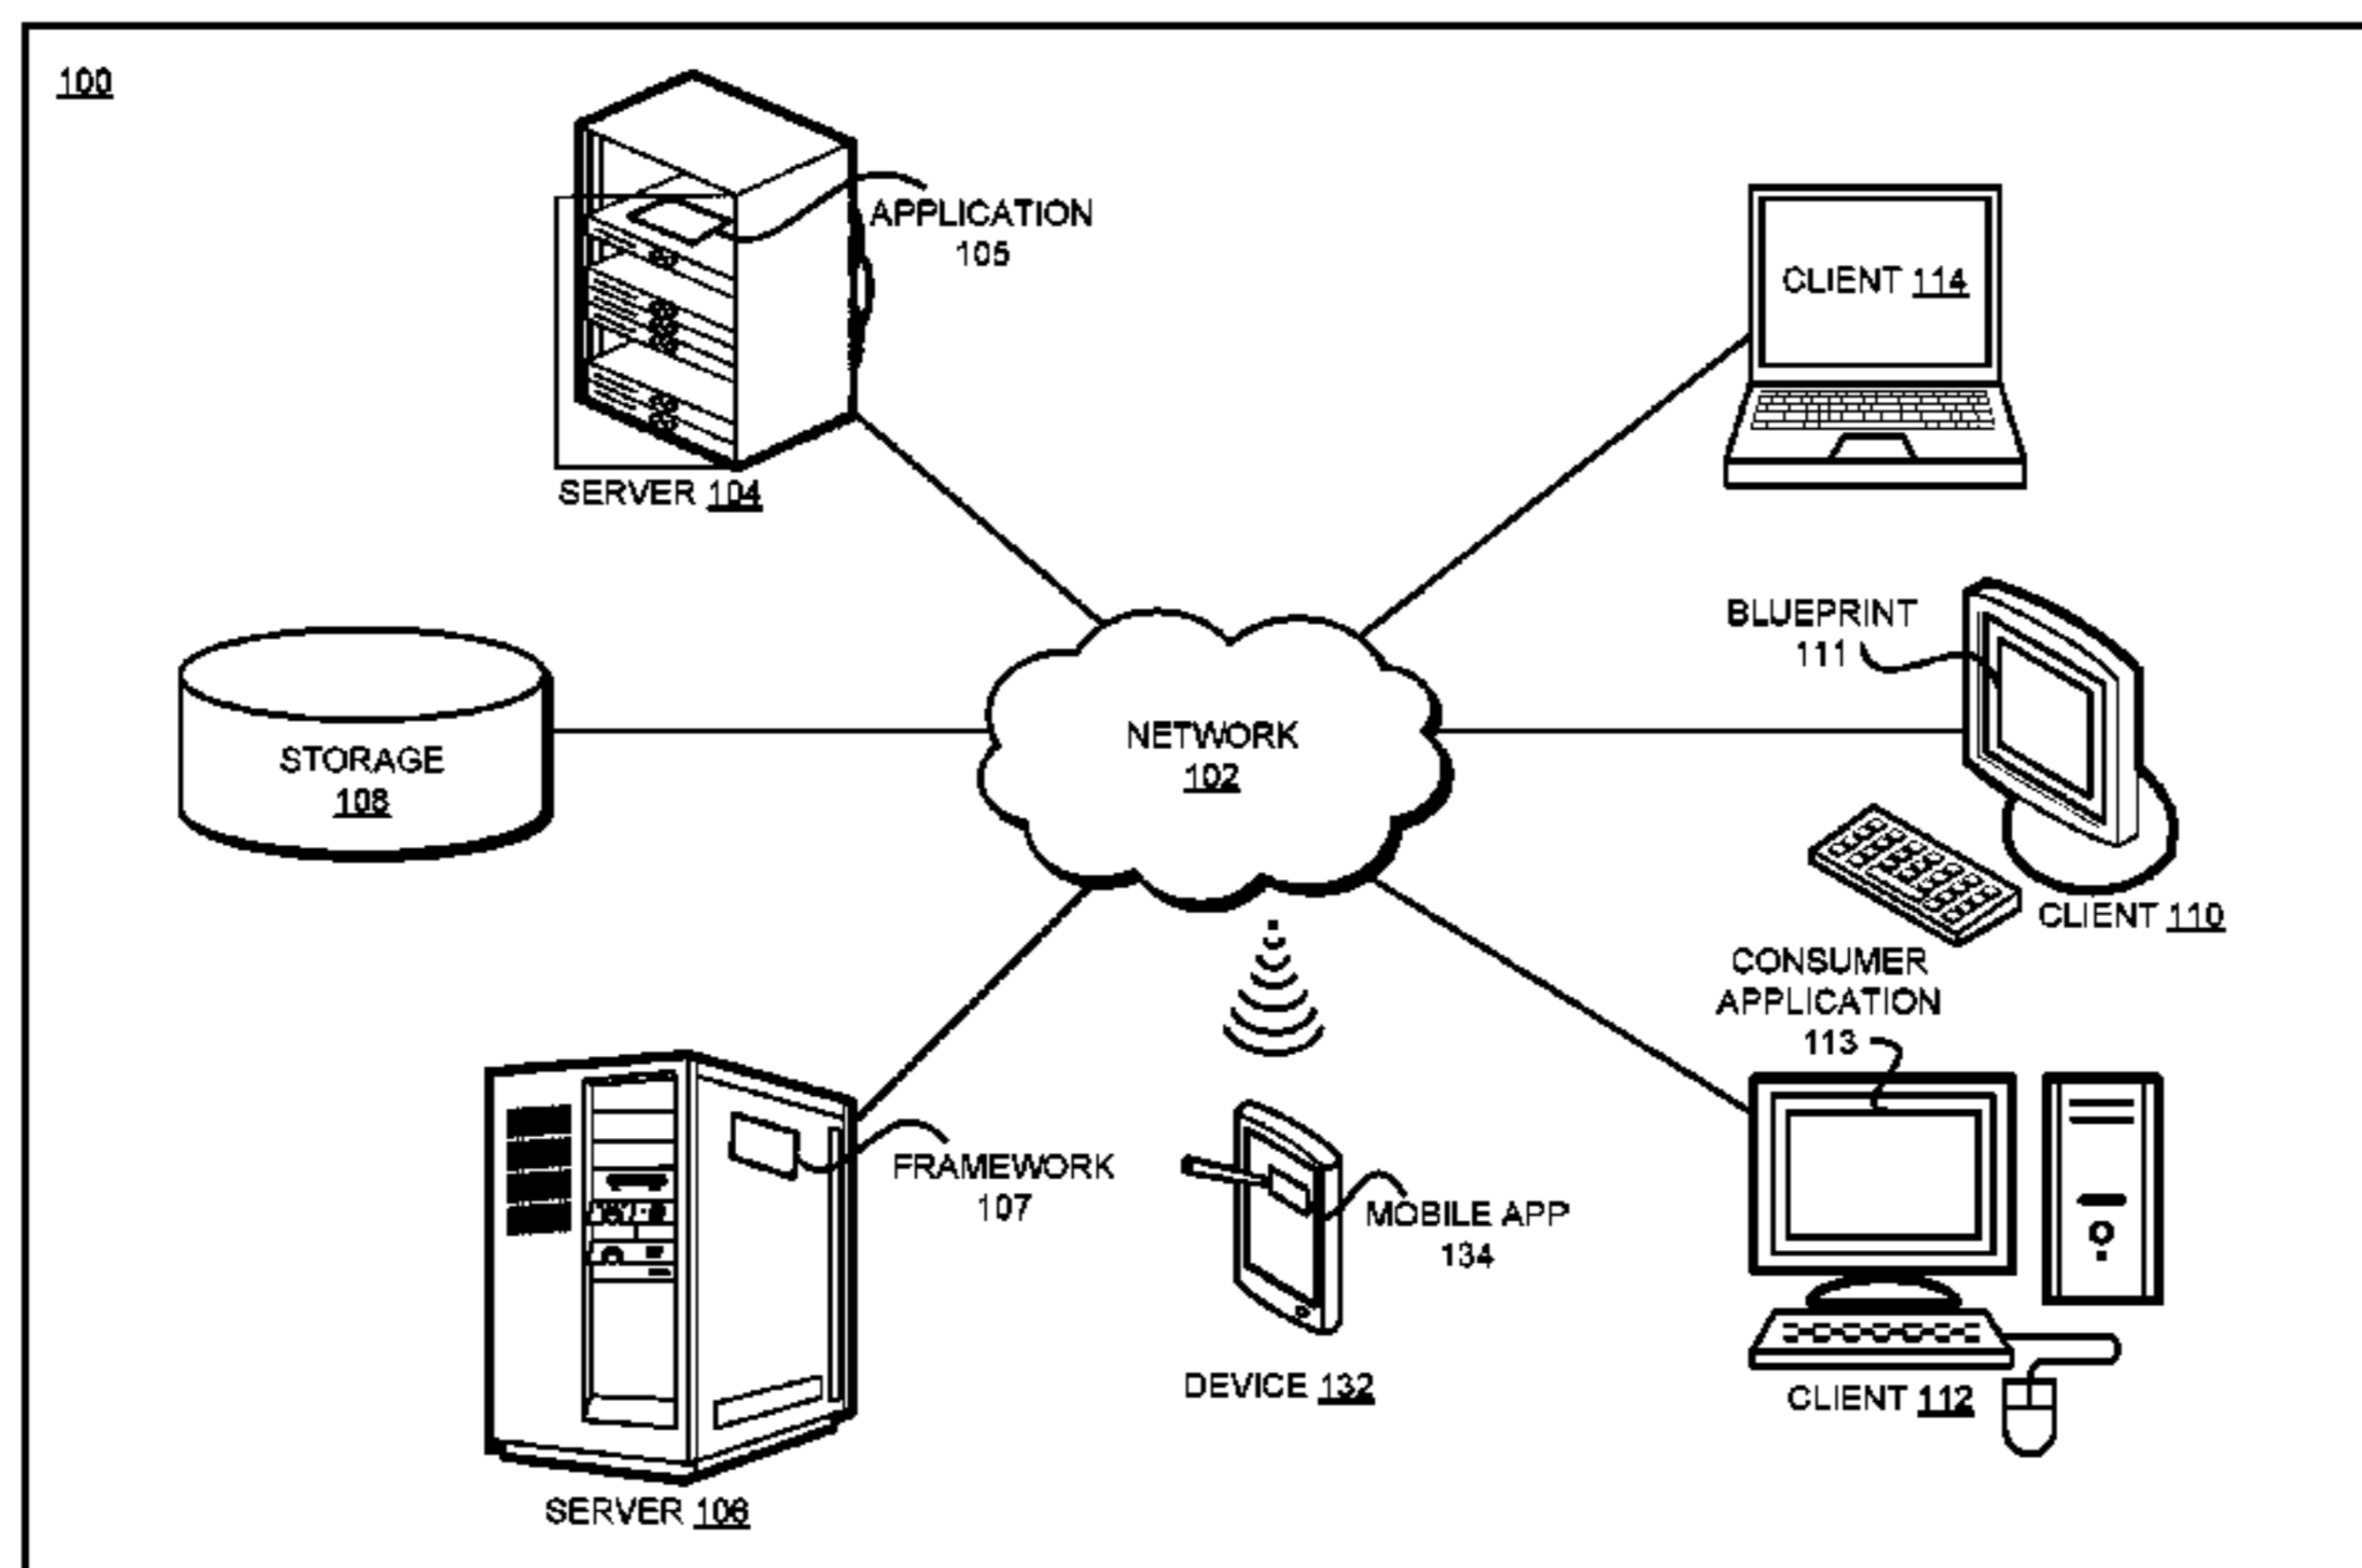 100
APPLICATION
105
SERVER 104
CLIENT 114
BLUEPRINT
111
STORAGE
108
NETWORK
102
CLIENT 110
CONSUMER
APPLICATION
113
FRAMEWORK
107
MOBILE APP
134
DEVICE 132
CLIENT 112
SERVER 106